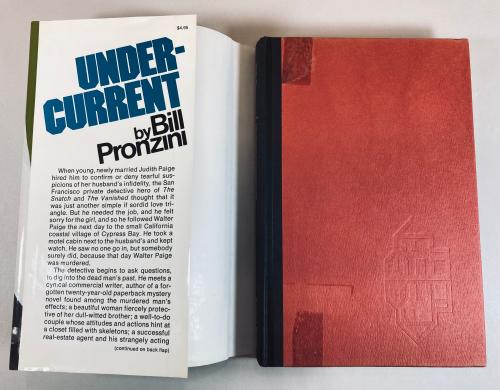 $4.95
UNDER-
CURRENT
by Bill
Pronzini
When young, newly married Judith Paige
hired him to confirm or deny tearful sus-
picions of her husband's infidelity, the San
Francisco private detective hero of The
Snatch and The Vanished thought that it
was just another simple if sordid love tri-
angle. But he needed the job, and he felt
sorry for the girl, and so he followed Walter
Paige the next day to the small California
coastal village of Cypress Bay. He took a
motel cabin next to the husband's and kept
watch. He saw no one go in, but somebody
surely did, because that day Walter Paige
was murdered.
The detective begins to ask questions,
to dig into the dead man's past. He meets a
cynical commercial writer, author of a for-
gotten twenty-year-old paperback mystery
novel found among the murdered man's
effects; a beautiful woman fiercely protec-
tive of her dull-witted brother; a well-to-do
couple whose attitudes and actions hint at
a closet filled with skeletons; a successful
real-estate agent and his strangely acting
(continued on back flap)